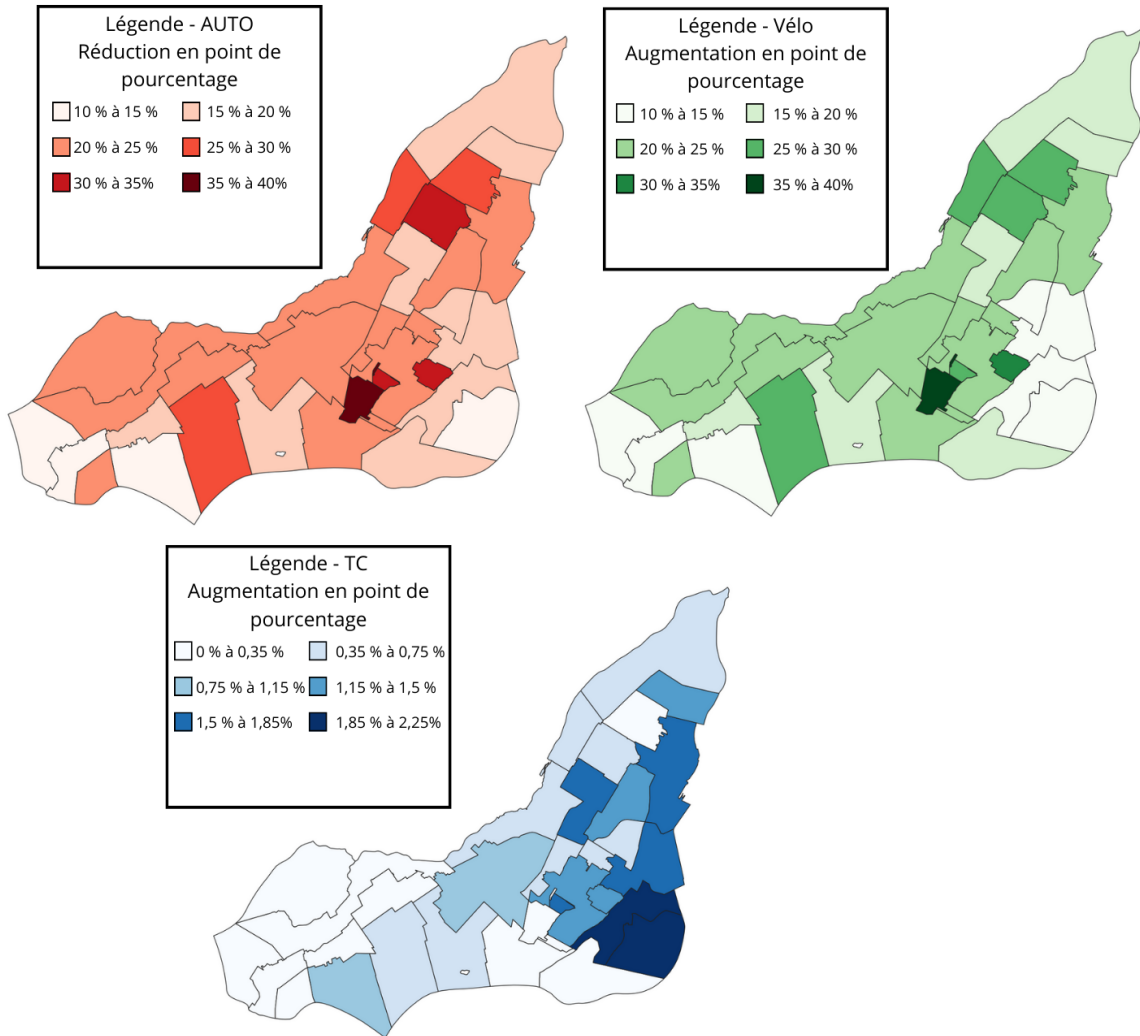 Légende - AUTO
Réduction en point de
pourcentage
10 % à 15 % 15 % à 20 %
20 % à 25 % 25 % à 30 %
30 % à 35% 35 % à 40%
Légende - Vélo
Augmentation en point de
pourcentage
10 % à 15 % 15 % à 20 %
20 % à 25 % 25 % à 30 %
30 % à 35% 35 % à 40%
Légende - TC
Augmentation en point de
pourcentage
0 % à 0,35 % 0,35 % à 0,75 %
0,75 % à 1,15 % 1,15 % à 1,5 %
1,5 % à 1,85% 1,85 % à 2,25%